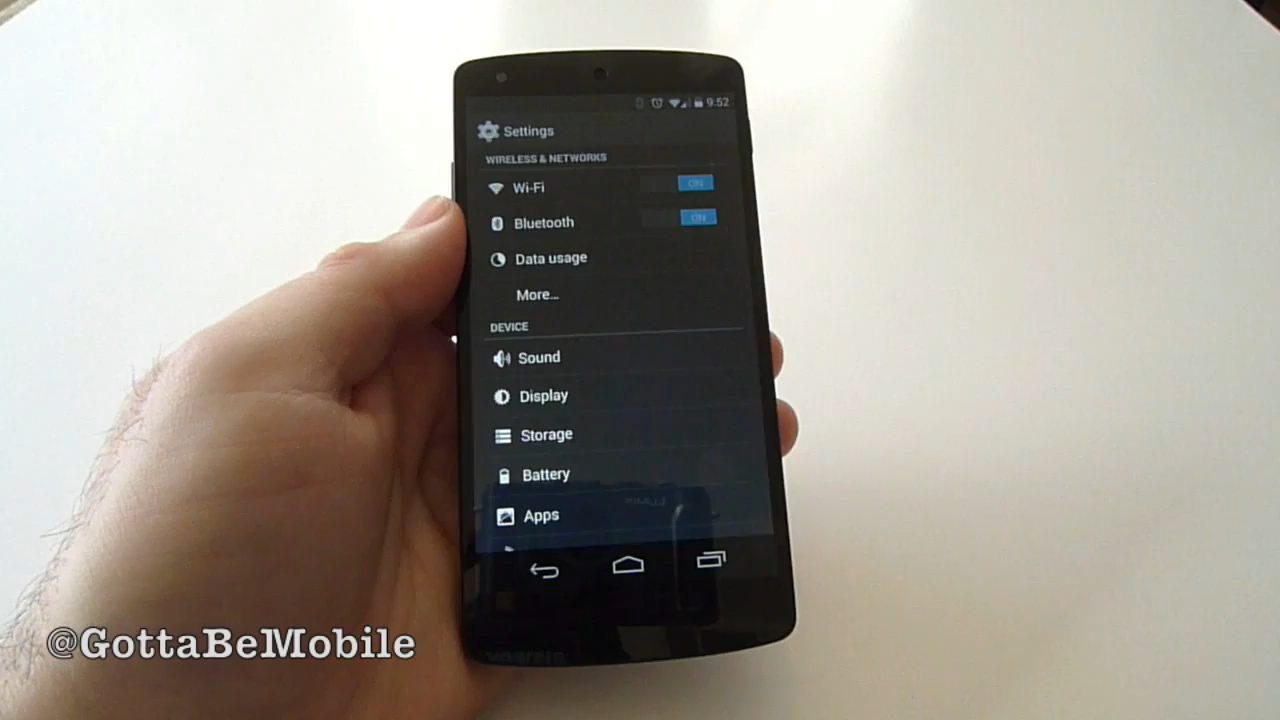 9:52
Settings
WIRELESS & NETWORKS
Wi-Fi ON
Bluetooth ON
Data usage
More...
DEVICE
Sound
Display
Storage
Battery
Apps
@GottaBeMobile